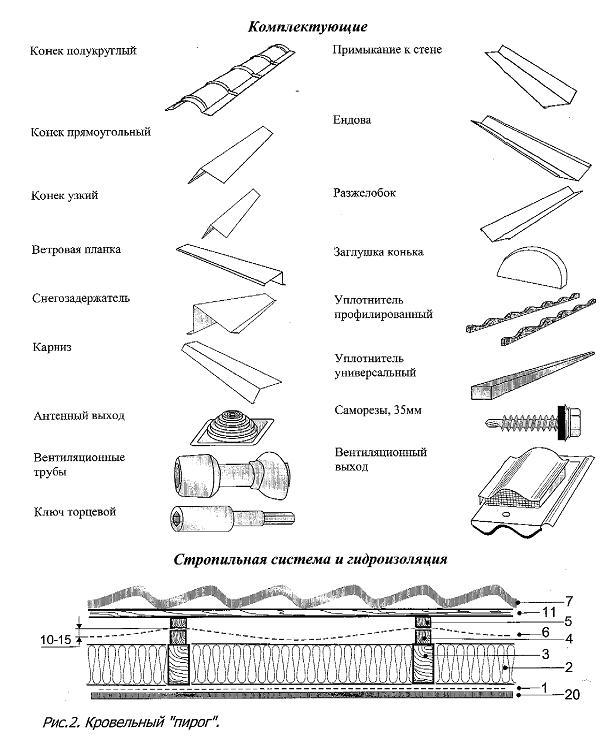 Комплектующие
Конек полукруглый
Конек прямоугольный
Конек узкий
Ветровая планка
Снегозадержатель
Карниз
Антенный выход
Вентиляционные
трубы
Ключ торцевой
Примыкание к стене
Ендова
Разжелобок
Заглушка конька
Уплотнитель
профилированный
Уплотнитель
универсальный
Саморезы, 35мм
Вентиляционный
выход
Стропильная система и гидроизоляция
7
11
5
6
10-15
4
3
2
1
20
Рис.2. Кровельный "пирог".